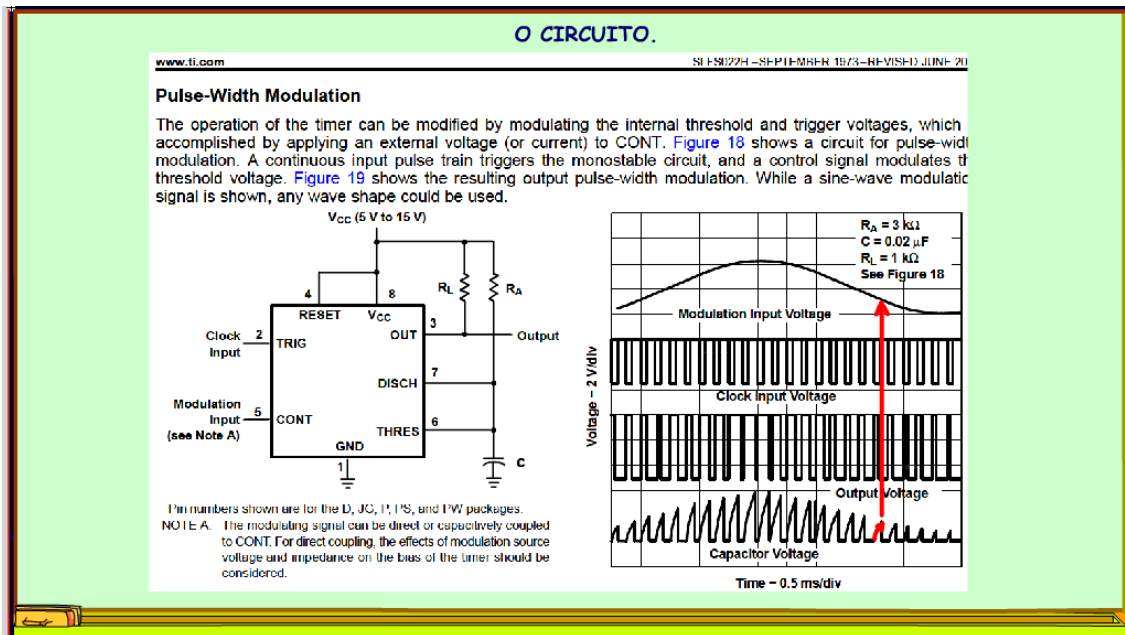 O CIRCUITO.
www.ti.com
SLFS022H –SEPTEMBER 1973–REVISED JUNE 20
Pulse-Width Modulation
The operation of the timer can be modified by modulating the internal threshold and trigger voltages, which
accomplished by applying an external voltage (or current) to CONT. Figure 18 shows a circuit for pulse-widt
modulation. A continuous input pulse train triggers the monostable circuit, and a control signal modulates th
threshold voltage. Figure 19 shows the resulting output pulse-width modulation. While a sine-wave modulatio
signal is shown, any wave shape could be used.
VCC (5 V to 15 V)
RL
RA
4
8
RESET
VCC
3
OUT
Output
Clock
Input
2
TRIG
7
DISCH
Modulation
Input
(see Note A)
5
CONT
6
THRES
GND
1
C
Pin numbers shown are for the D, JG, P, PS, and PW packages.
NOTE A: The modulating signal can be direct or capacitively coupled
to CONT. For direct coupling, the effects of modulation source
voltage and impedance on the bias of the timer should be
considered.
RA = 3 kΩ
C = 0.02 µF
RL = 1 kΩ
See Figure 18
Modulation Input Voltage
Voltage – 2 V/div
Clock Input Voltage
Output Voltage
Capacitor Voltage
Time – 0.5 ms/div